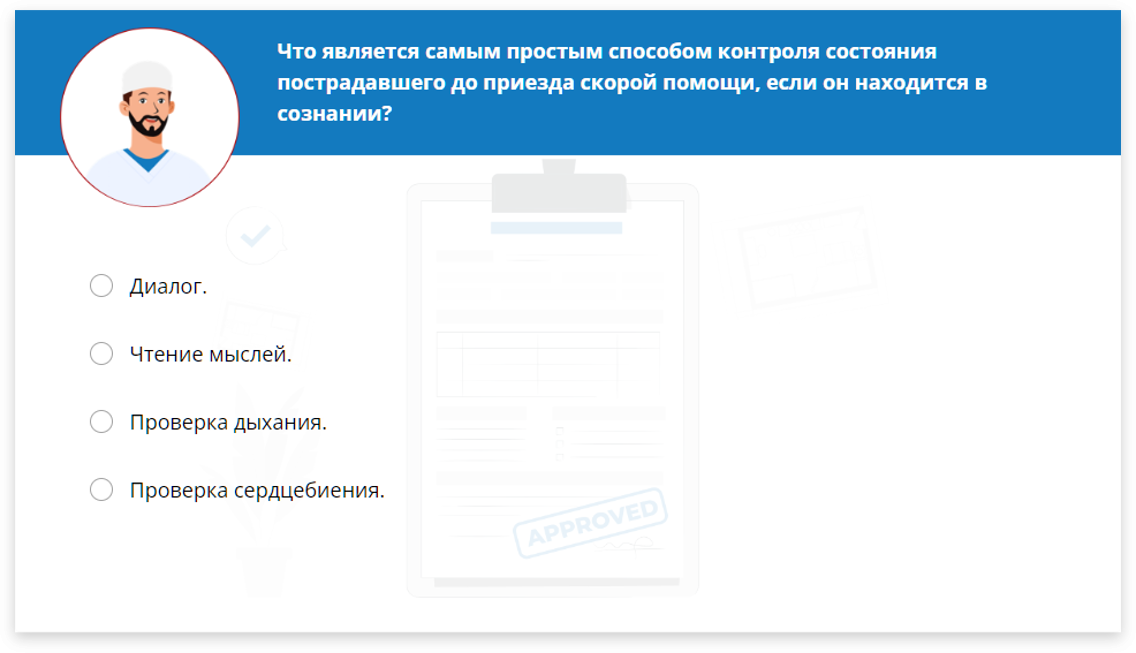 Что является самым простым способом контроля состояния
пострадавшего до приезда скорой помощи, если он находится в
сознании?
Диалог.
Чтение мыслей.
Проверка дыхания.
Проверка сердцебиения.
APPROVED